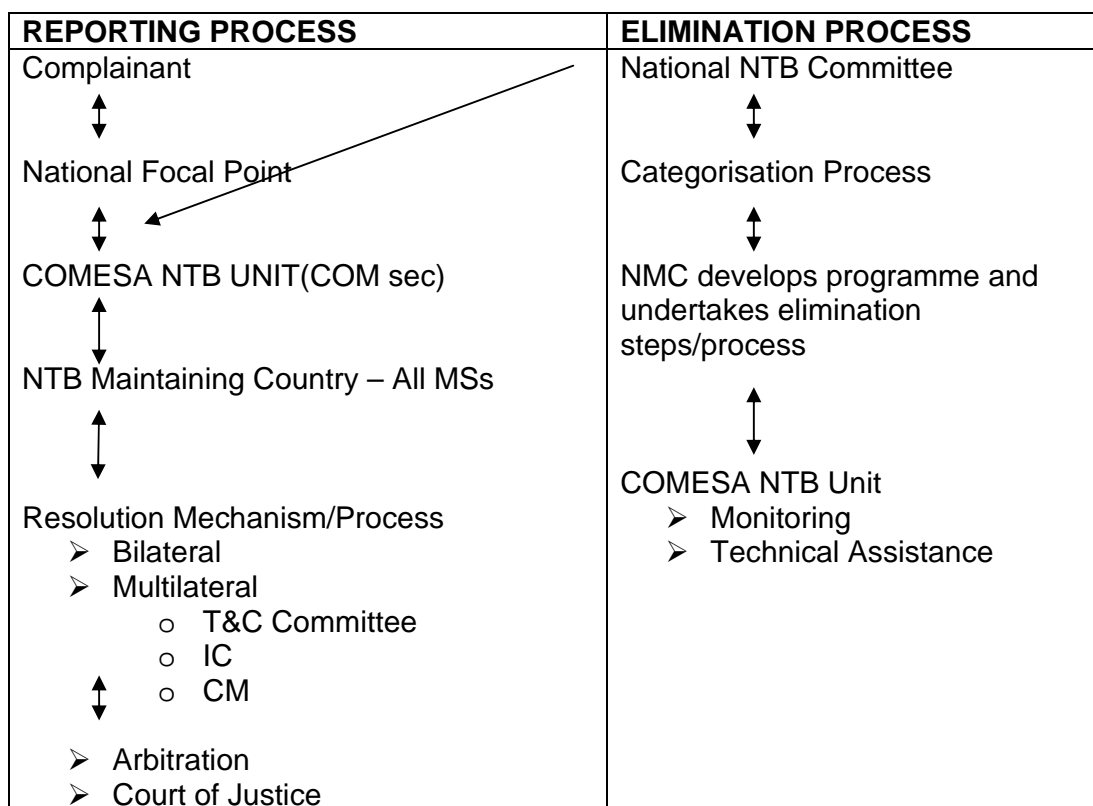 REPORTING PROCESS
Complainant
National Focal Point
COMESA NTB UNIT(COM sec)
NTB Maintaining Country – All MSs
Resolution Mechanism/Process
➢ Bilateral
➢ Multilateral
o T&C Committee
o IC
o CM
➢ Arbitration
➢ Court of Justice
ELIMINATION PROCESS
National NTB Committee
Categorisation Process
NMC develops programme and
undertakes elimination
steps/process
COMESA NTB Unit
➢ Monitoring
➢ Technical Assistance